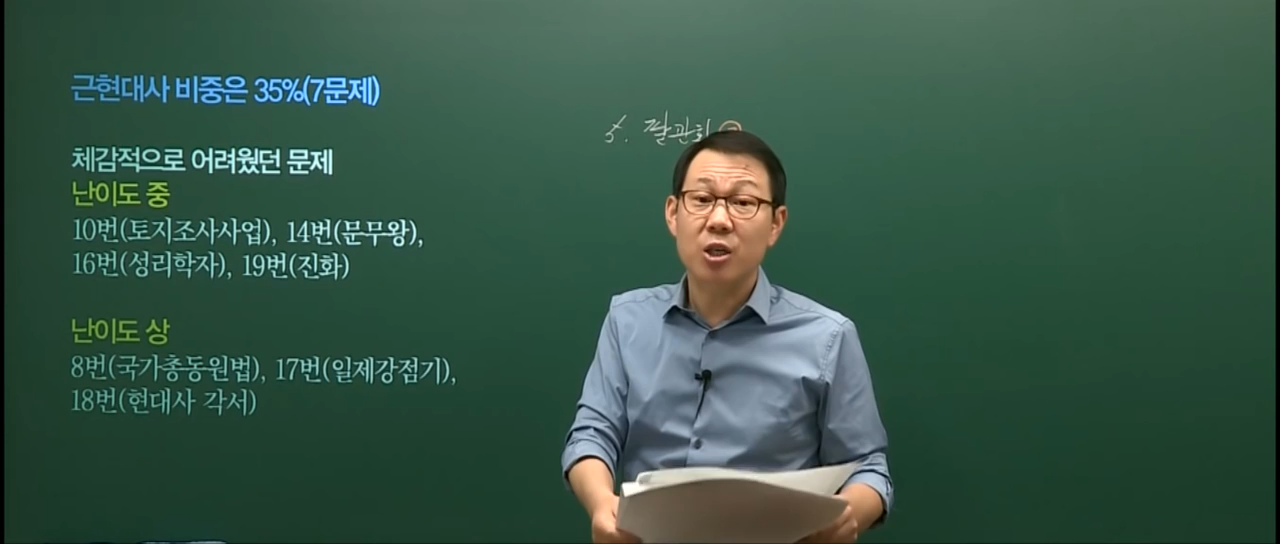 근현대사 비중은 35%(7문제)
체감적으로 어려웠던 문제
난이도 중
10번(토지조사사업), 14번(문무왕),
16번(성리학자), 19번(진화)
난이도 상
8번(국가총동원법), 17번(일제강점기),
18번(현대사 각서)
5. 팔관회